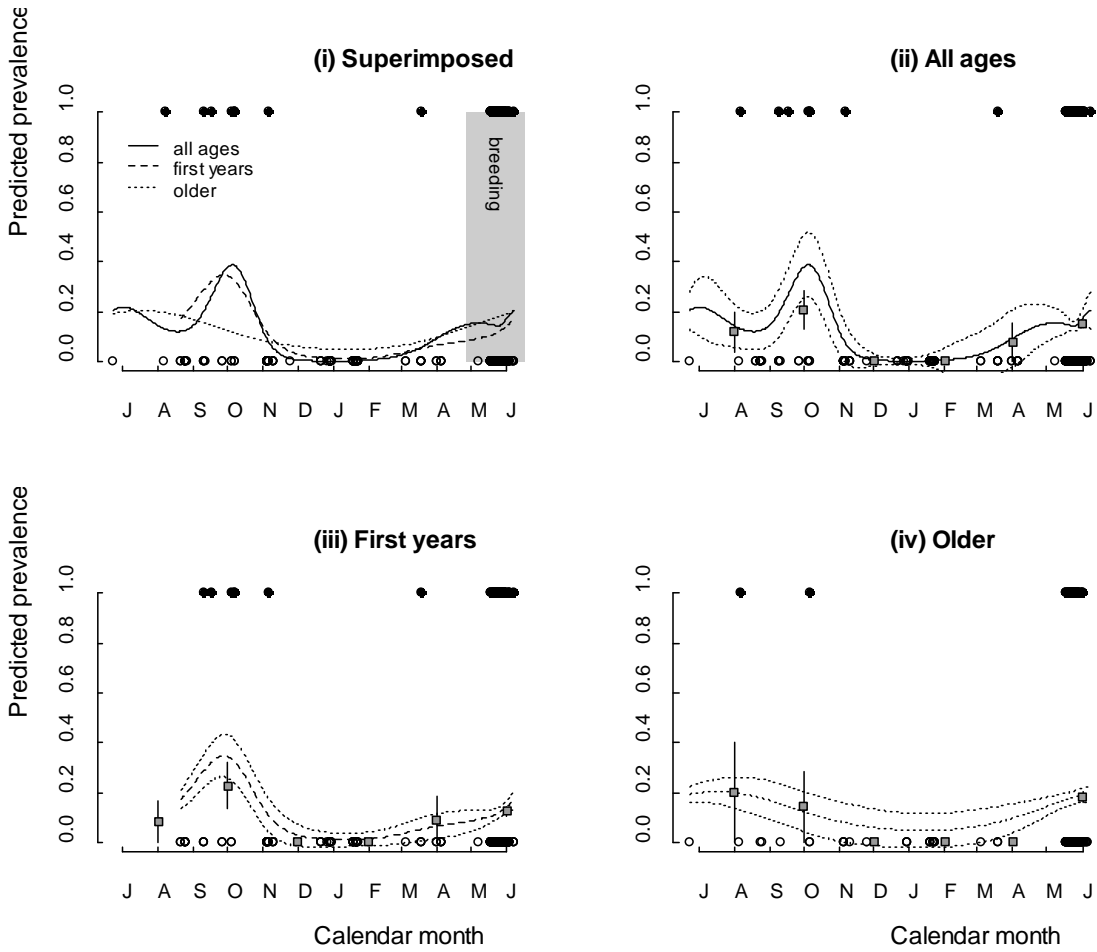 (i) Superimposed
Predicted prevalence
1.0
0.8
0.6
0.4
0.2
0.0
all ages
first years
older
breeding
J A S O N D J F M A M J
(ii) All ages
1.0
0.8
0.6
0.4
0.2
0.0
J A S O N D J F M A M J
(iii) First years
Predicted prevalence
1.0
0.8
0.6
0.4
0.2
0.0
J A S O N D J F M A M J
Calendar month
(iv) Older
1.0
0.8
0.6
0.4
0.2
0.0
J A S O N D J F M A M J
Calendar month